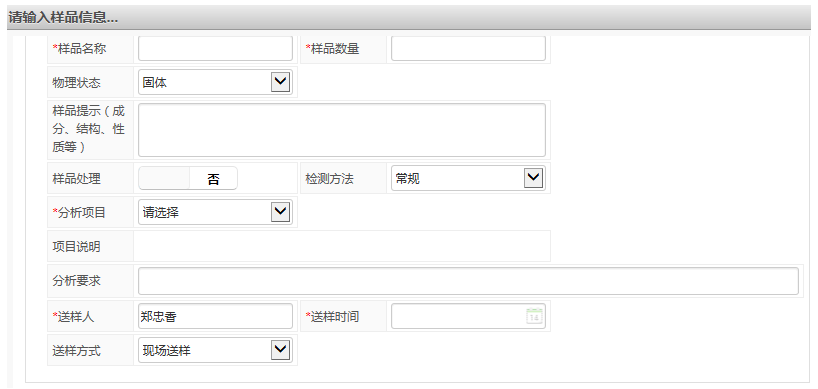 请输入样品信息...
*样品名称 *样品数量
物理状态 固体
样品提示（成
分、结构、性
质等）
样品处理 否 检测方法 常规
*分析项目 请选择
项目说明
分析要求
*送样人 郑忠香 *送样时间 14
送样方式 现场送样